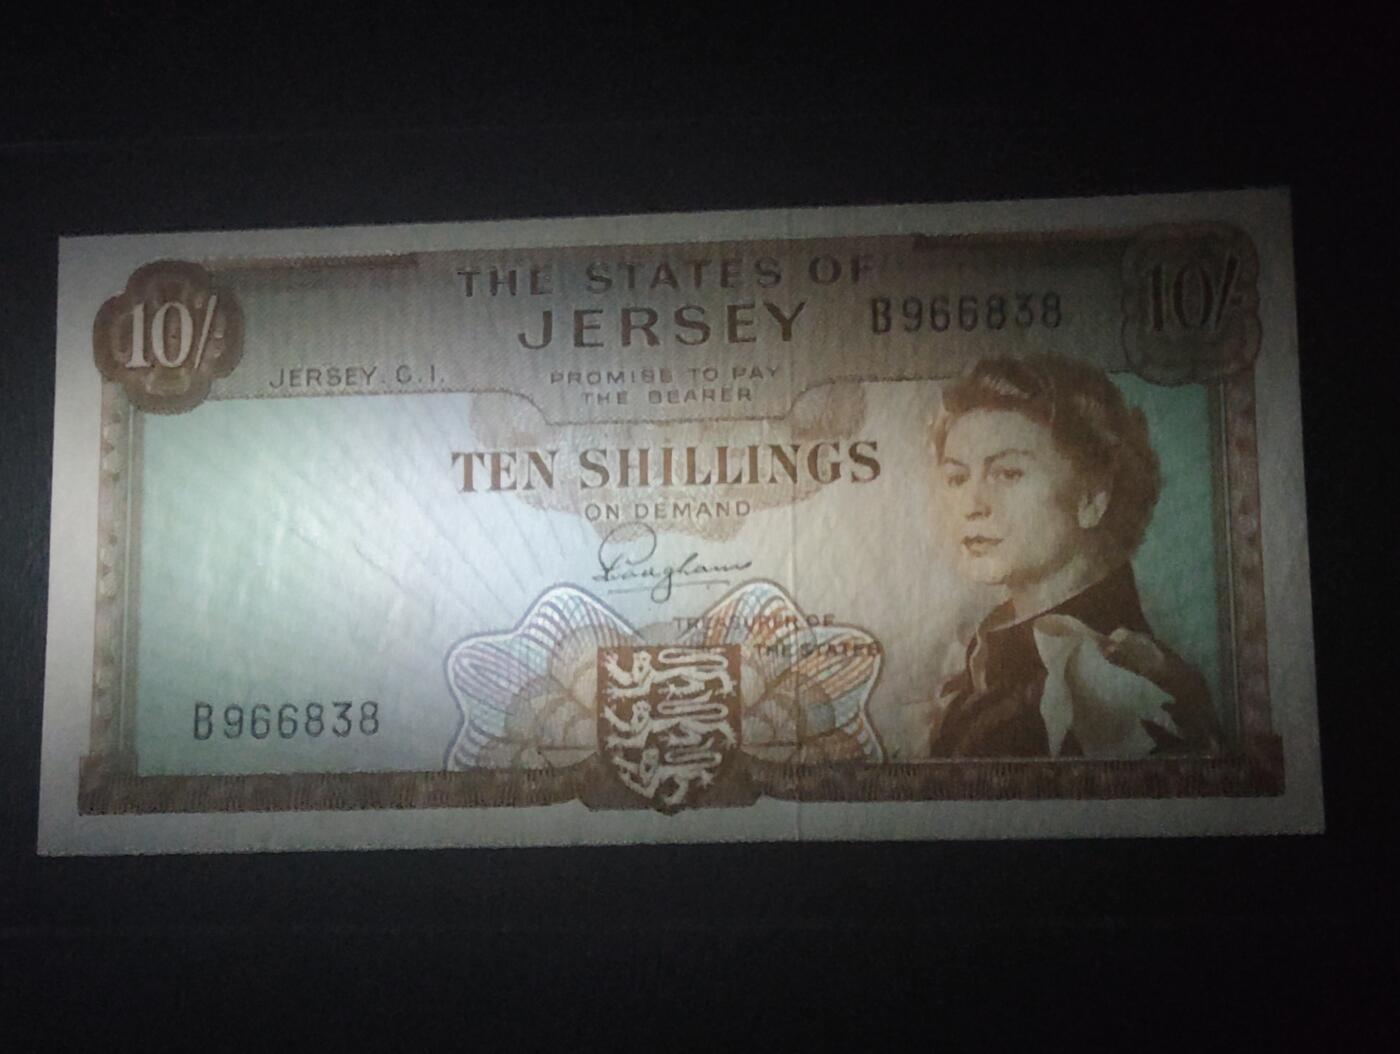 THE STATES OF
JERSEY
B966838
10/-
10/-
JERSEY. C.I.
PROMISE TO PAY
THE BEARER
TEN SHILLINGS
ON DEMAND
TREASURER OF
THE STATES
B966838